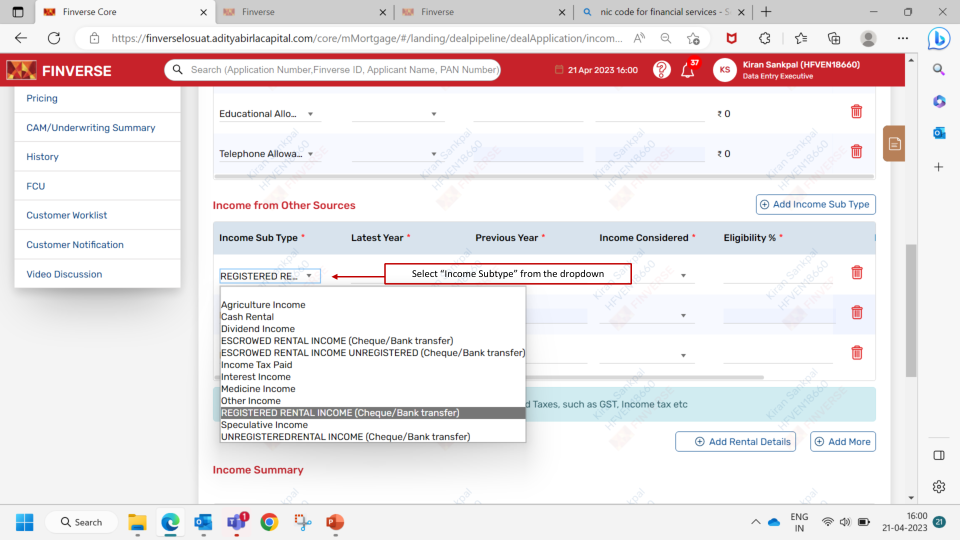 Finverse Core
Finverse
Finverse
nic code for financial services - S
https://finverselosuat.adityabirlacapital.com/core/mMortgage/#/landing/dealpipeline/dealApplication/incom...
FINVERSE
Search (Application Number,Finverse ID, Applicant Name, PAN Number)
21 Apr 2023 16:00
37
KS
Kiran Sankpal (HFVEN18660)
Data Entry Executive
Pricing
CAM/Underwriting Summary
History
FCU
Customer Worklist
Customer Notification
Video Discussion
Educational Allo...
₹ 0
Telephone Allowa...
₹ 0
Income from Other Sources
Add Income Sub Type
Income Sub Type *
Latest Year *
Previous Year *
Income Considered *
Eligibility % *
REGISTERED RE...
Select “Income Subtype” from the dropdown
Agriculture Income
Cash Rental
Dividend Income
ESCROWED RENTAL INCOME (Cheque/Bank transfer)
ESCROWED RENTAL INCOME UNREGISTERED (Cheque/Bank transfer)
Income Tax Paid
Interest Income
Medicine Income
Other Income
REGISTERED RENTAL INCOME (Cheque/Bank transfer)
Speculative Income
UNREGISTEREDRENTAL INCOME (Cheque/Bank transfer)
d Taxes, such as GST, Income tax etc
Add Rental Details
Add More
Income Summary
Kiran Sankpal
HFVEN18660
FINVERSE
Search
1
ENG
IN
16:00
21-04-2023
21